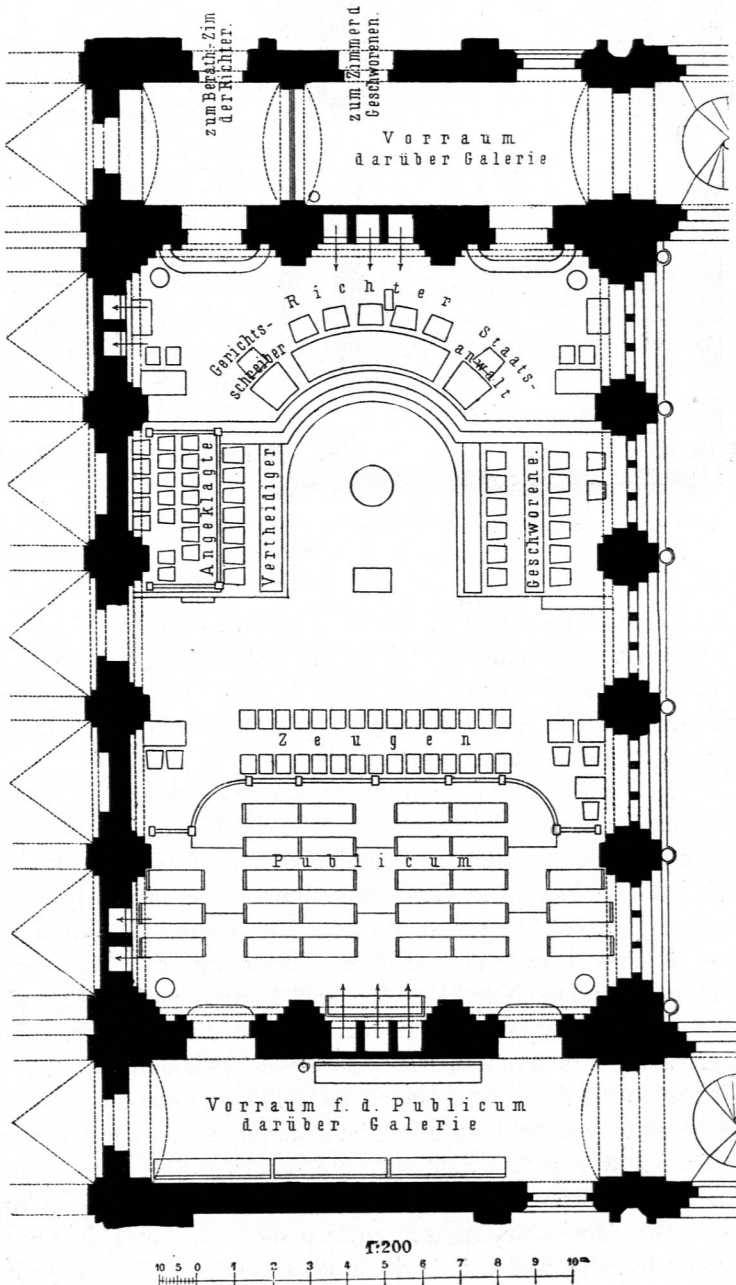 zum Berath-Zim
der Richter.
zum Zimmer d
Geschworenen.
Vorraum
darüber Galerie
Richter
Gerichts-
schreiber
Staats-
anwalt
Angeklagte
Vertheidiger
Geschworene.
Zeugen
Publicum
Vorraum f. d. Publicum
darüber Galerie
1:200
10 5 0 1 2 3 4 5 6 7 8 9 10 m